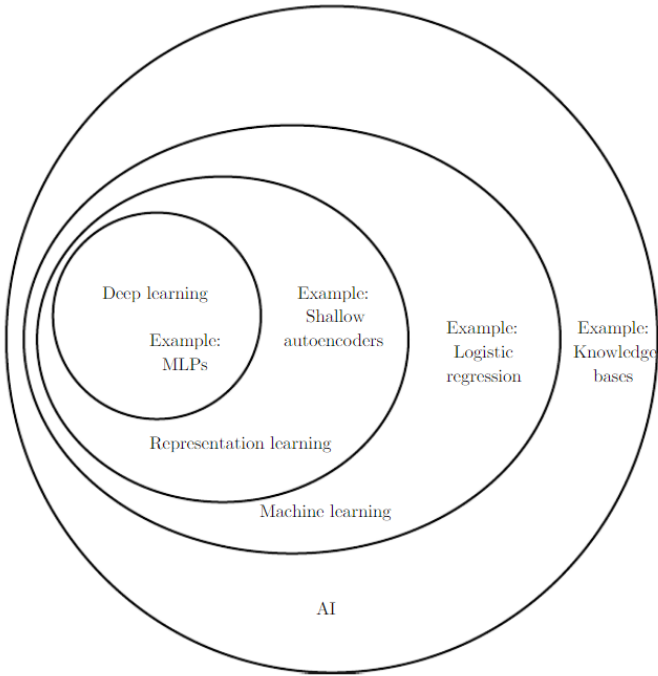 Deep learning
Example:
MLPs
Example:
Shallow
autoencoders
Example:
Logistic
regression
Example:
Knowledge
bases
Representation learning
Machine learning
AI